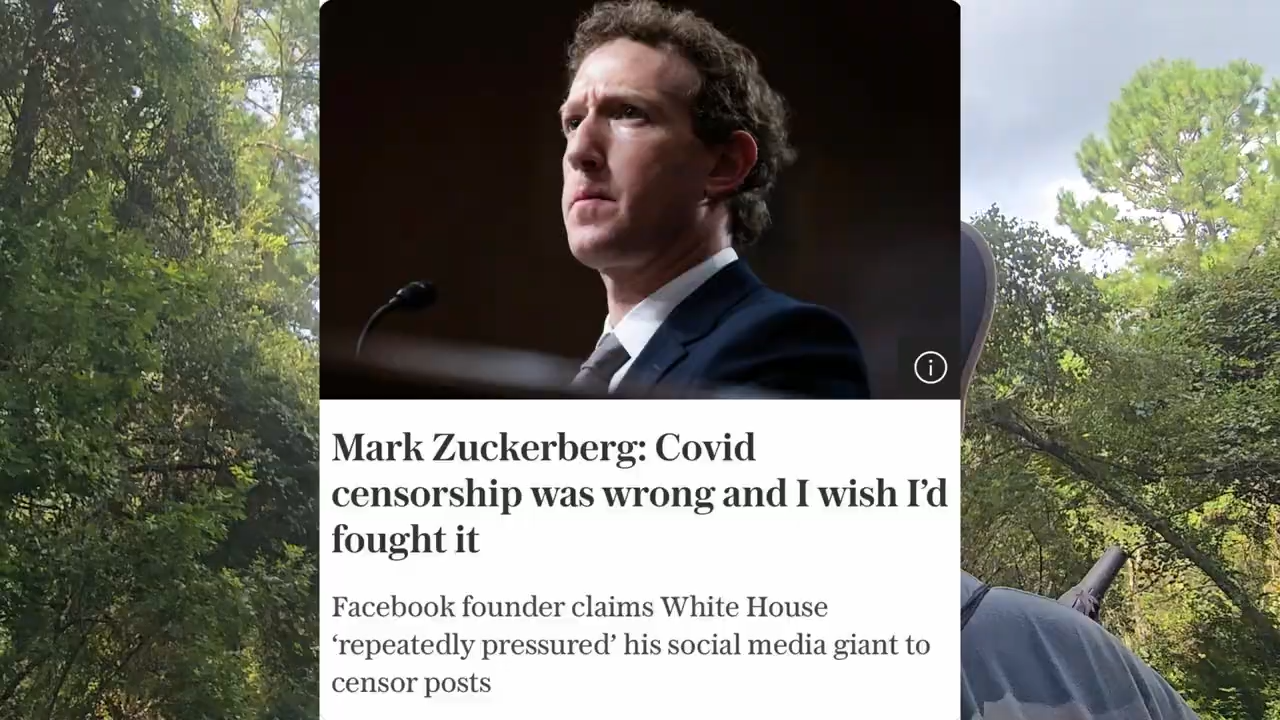 Mark Zuckerberg: Covid
censorship was wrong and I wish I’d
fought it
Facebook founder claims White House
‘repeatedly pressured’ his social media giant to
censor posts